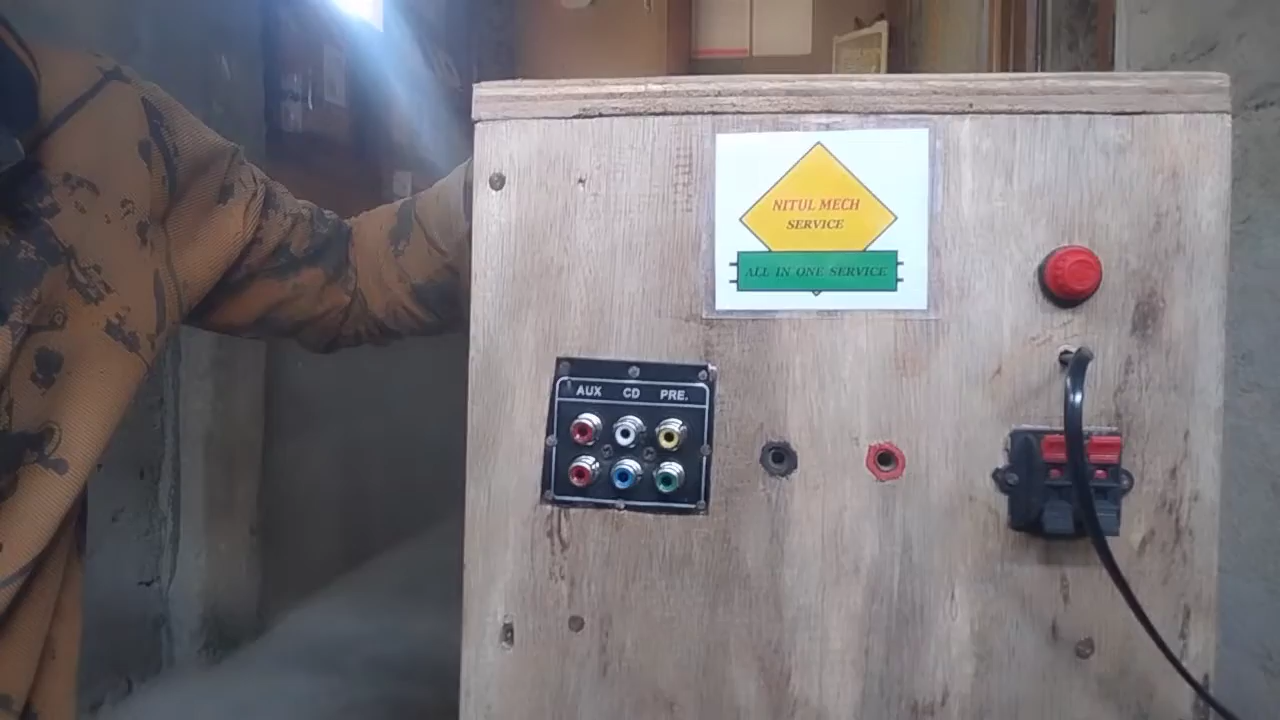 NITUL MECH
SERVICE
ALL IN ONE SERVICE
AUX CD PRE.